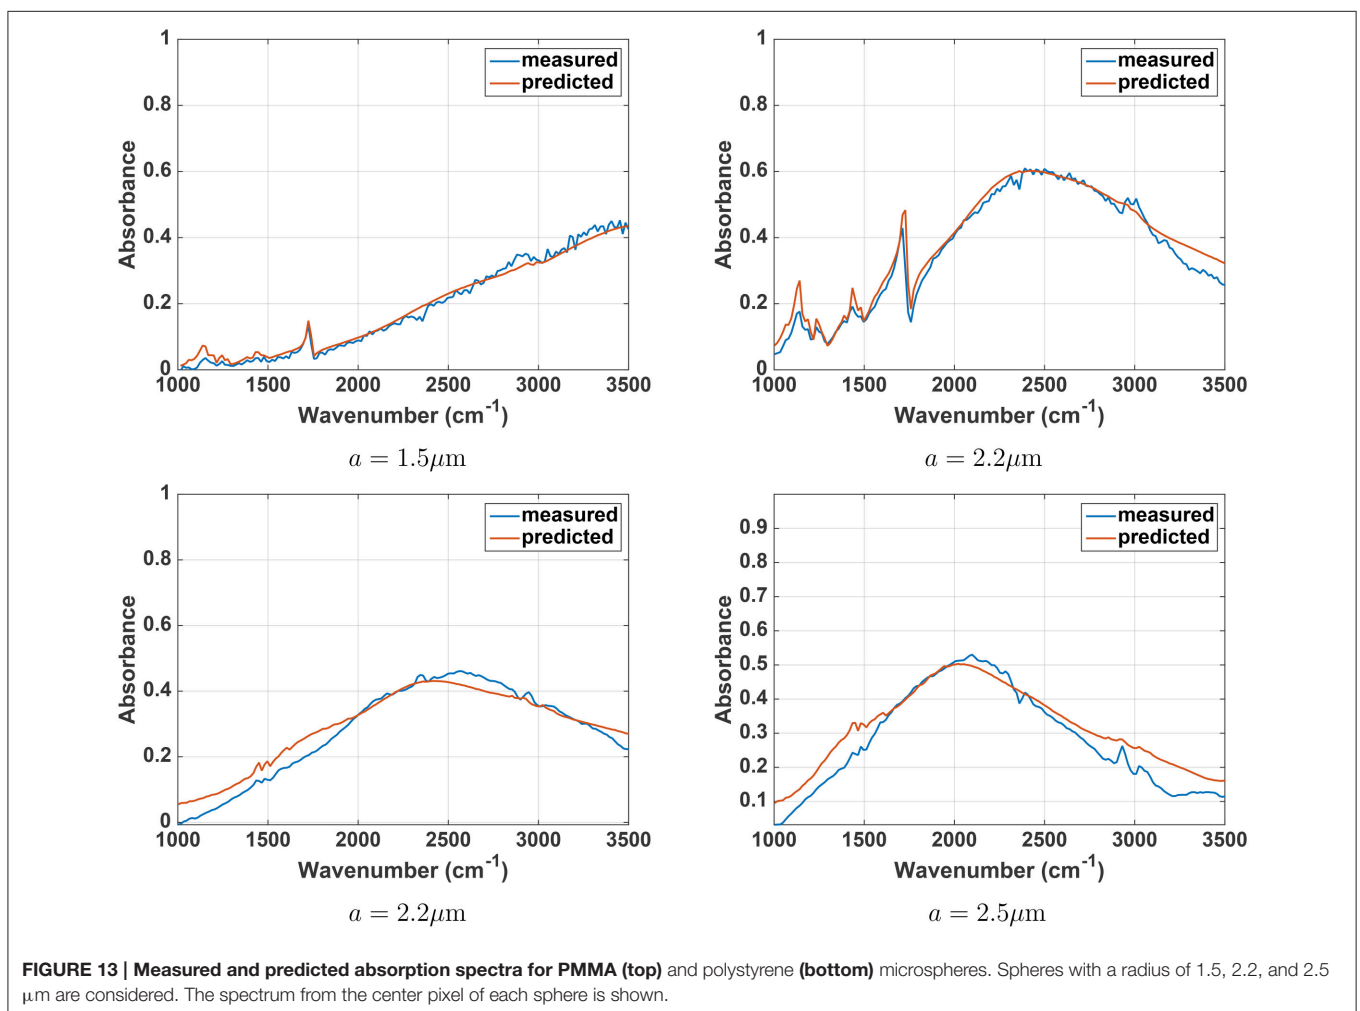 1
0.8
0.6
0.4
0.2
0
Absorbance
measured
predicted
1000 1500 2000 2500 3000 3500
Wavenumber (cm-1)
a = 1.5μm
1
0.8
0.6
0.4
0.2
0
Absorbance
measured
predicted
1000 1500 2000 2500 3000 3500
Wavenumber (cm-1)
a = 2.2μm
1
0.8
0.6
0.4
0.2
0
Absorbance
measured
predicted
1000 1500 2000 2500 3000 3500
Wavenumber (cm-1)
a = 2.2μm
0.9
0.8
0.7
0.6
0.5
0.4
0.3
0.2
0.1
Absorbance
measured
predicted
1000 1500 2000 2500 3000 3500
Wavenumber (cm-1)
a = 2.5μm
FIGURE 13 | Measured and predicted absorption spectra for PMMA (top) and polystyrene (bottom) microspheres. Spheres with a radius of 1.5, 2.2, and 2.5
μm are considered. The spectrum from the center pixel of each sphere is shown.